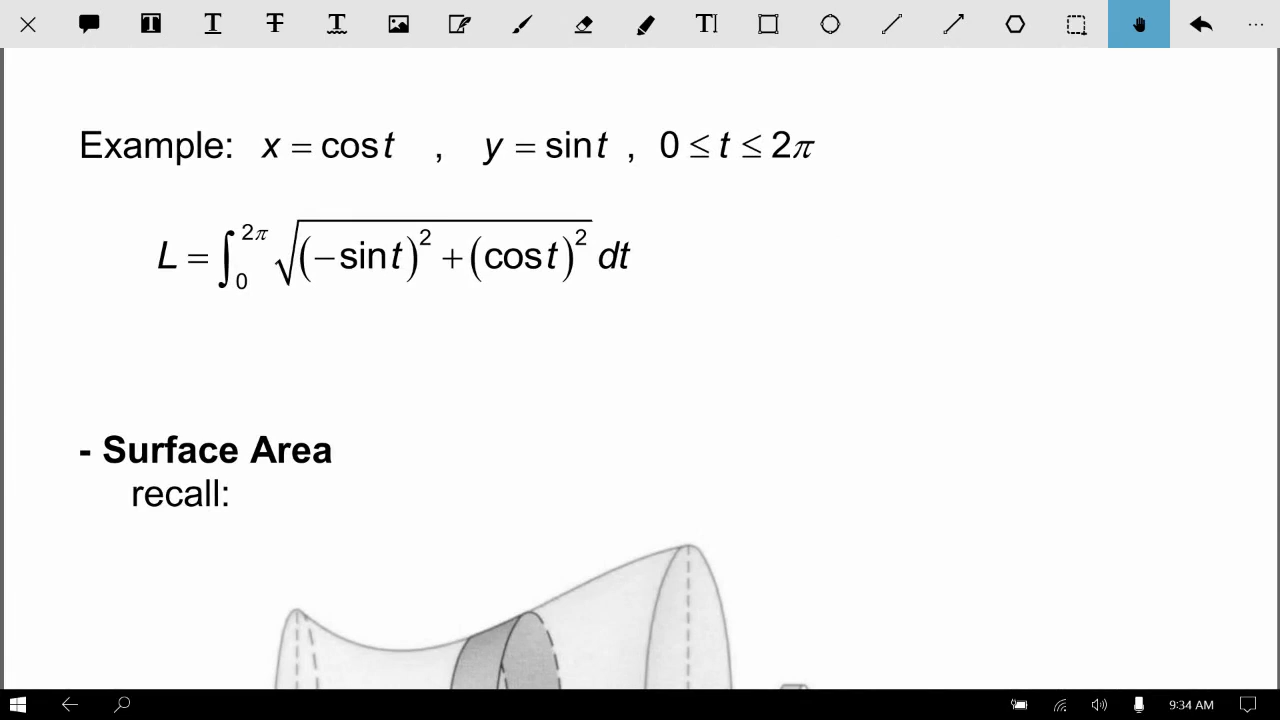 Example: x = cos t , y = sin t , 0 ≤ t ≤ 2π
L = ∫₀^{2π} √((−sin t)² + (cos t)²) dt
- Surface Area
recall:
9:34 AM